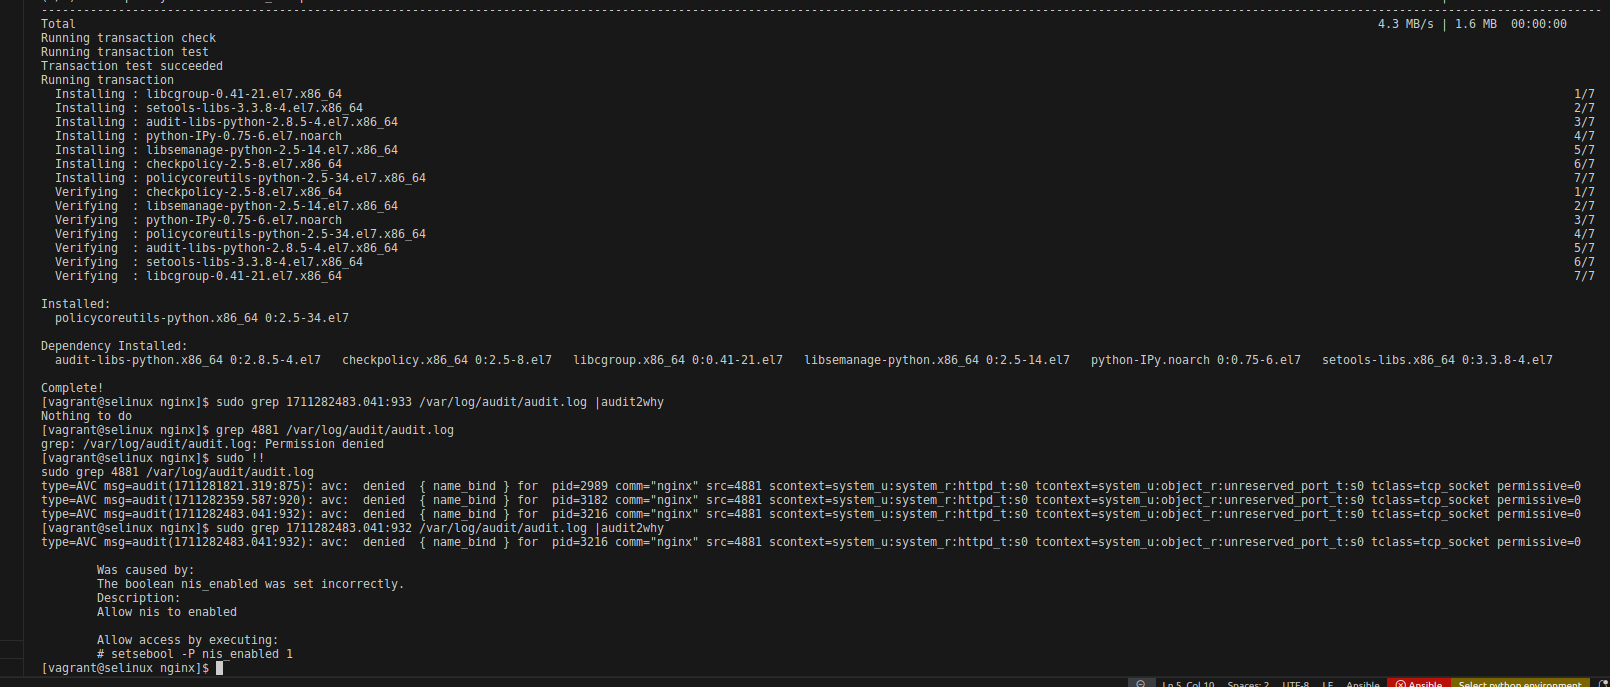 Total 4.3 MB/s | 1.6 MB 00:00:00
Running transaction check
Running transaction test
Transaction test succeeded
Running transaction
Installing : libcgroup-0.41-21.el7.x86_64 1/7
Installing : setools-libs-3.3.8-4.el7.x86_64 2/7
Installing : audit-libs-python-2.8.5-4.el7.x86_64 3/7
Installing : python-IPy-0.75-6.el7.noarch 4/7
Installing : libsemanage-python-2.5-14.el7.x86_64 5/7
Installing : checkpolicy-2.5-8.el7.x86_64 6/7
Installing : policycoreutils-python-2.5-34.el7.x86_64 7/7
Verifying : checkpolicy-2.5-8.el7.x86_64 1/7
Verifying : libsemanage-python-2.5-14.el7.x86_64 2/7
Verifying : python-IPy-0.75-6.el7.noarch 3/7
Verifying : policycoreutils-python-2.5-34.el7.x86_64 4/7
Verifying : audit-libs-python-2.8.5-4.el7.x86_64 5/7
Verifying : setools-libs-3.3.8-4.el7.x86_64 6/7
Verifying : libcgroup-0.41-21.el7.x86_64 7/7
Installed:
policycoreutils-python.x86_64 0:2.5-34.el7
Dependency Installed:
audit-libs-python.x86_64 0:2.8.5-4.el7 checkpolicy.x86_64 0:2.5-8.el7 libcgroup.x86_64 0:0.41-21.el7 libsemanage-python.x86_64 0:2.5-14.el7 python-IPy.noarch 0:0.75-6.el7 setools-libs.x86_64 0:3.3.8-4.el7
Complete!
[vagrant@selinux nginx]$ sudo grep 1711282483.041:933 /var/log/audit/audit.log |audit2why
Nothing to do
[vagrant@selinux nginx]$ grep 4881 /var/log/audit/audit.log
grep: /var/log/audit/audit.log: Permission denied
[vagrant@selinux nginx]$ sudo !!
sudo grep 4881 /var/log/audit/audit.log
type=AVC msg=audit(1711281821.319:875): avc: denied { name_bind } for pid=2989 comm="nginx" src=4881 scontext=system_u:system_r:httpd_t:s0 tcontext=system_u:object_r:unreserved_port_t:s0 tclass=tcp_socket permissive=0
type=AVC msg=audit(1711282359.587:920): avc: denied { name_bind } for pid=3182 comm="nginx" src=4881 scontext=system_u:system_r:httpd_t:s0 tcontext=system_u:object_r:unreserved_port_t:s0 tclass=tcp_socket permissive=0
type=AVC msg=audit(1711282483.041:932): avc: denied { name_bind } for pid=3216 comm="nginx" src=4881 scontext=system_u:system_r:httpd_t:s0 tcontext=system_u:object_r:unreserved_port_t:s0 tclass=tcp_socket permissive=0
[vagrant@selinux nginx]$ sudo grep 1711282483.041:932 /var/log/audit/audit.log |audit2why
type=AVC msg=audit(1711282483.041:932): avc: denied { name_bind } for pid=3216 comm="nginx" src=4881 scontext=system_u:system_r:httpd_t:s0 tcontext=system_u:object_r:unreserved_port_t:s0 tclass=tcp_socket permissive=0
Was caused by:
The boolean nis_enabled was set incorrectly.
Description:
Allow nis to enabled
Allow access by executing:
# setsebool -P nis_enabled 1
[vagrant@selinux nginx]$
Ln 5, Col 10 Spaces: 2 UTF-8 LF Ansible Ansible Select python environment